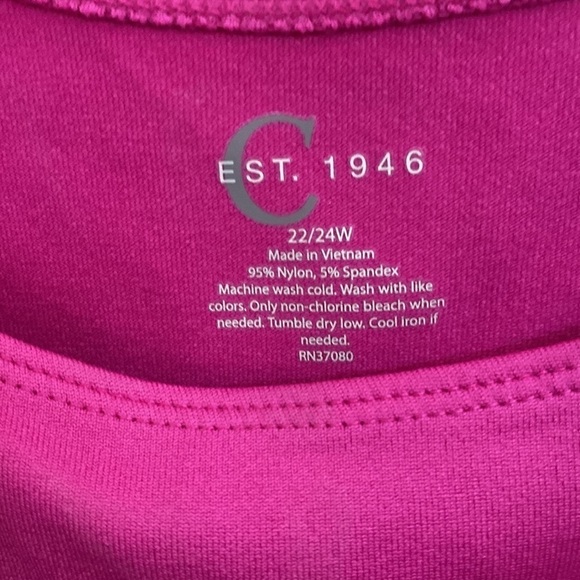 C
EST. 1946
22/24W
Made in Vietnam
95% Nylon, 5% Spandex
Machine wash cold. Wash with like
colors. Only non-chlorine bleach when
needed. Tumble dry low. Cool iron if
needed.
RN37080